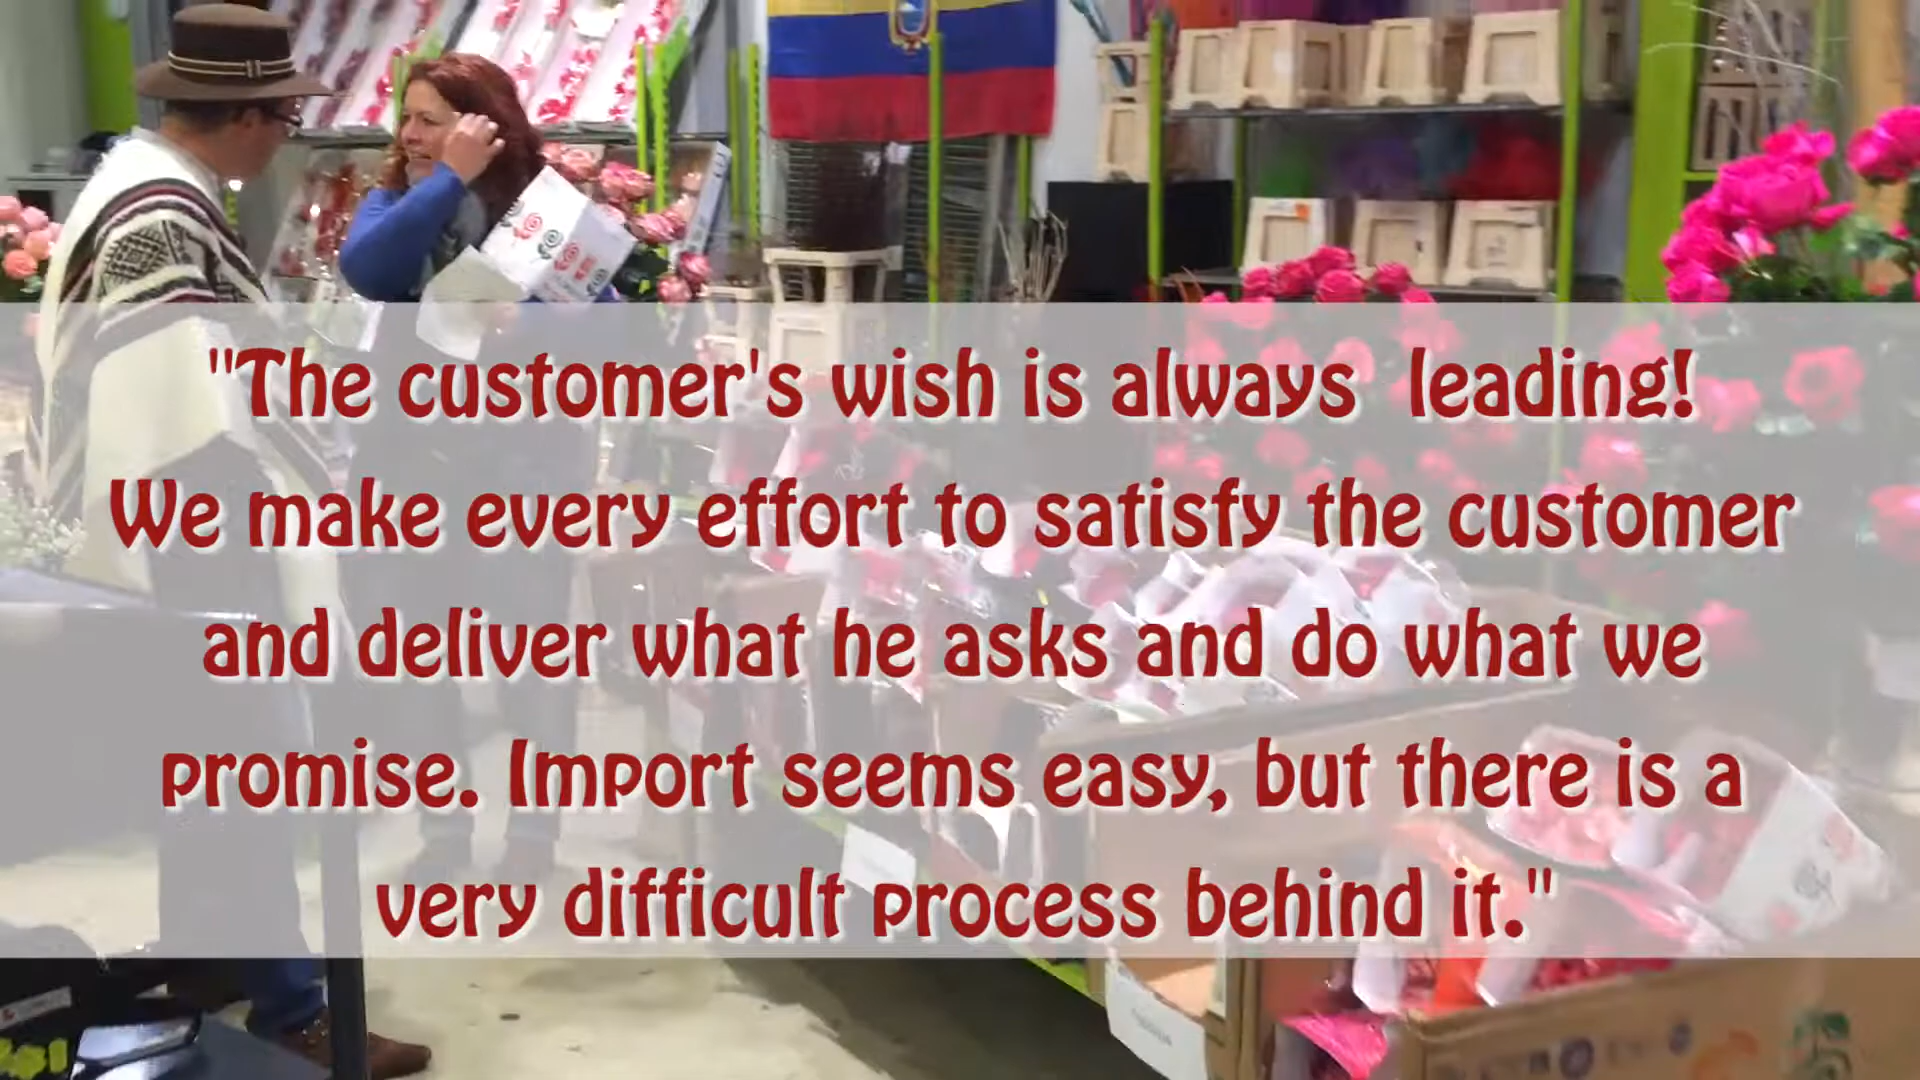 "The customer's wish is always  leading!
We make every effort to satisfy the customer
and deliver what he asks and do what we
promise. Import seems easy, but there is a
very difficult process behind it."